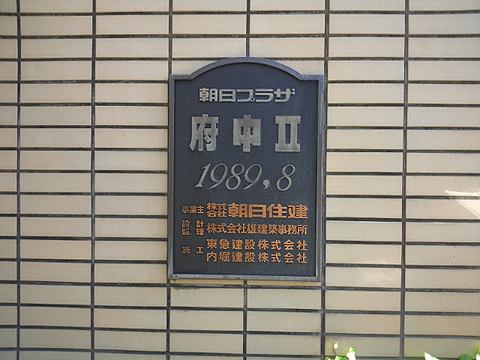 朝日プラザ
府中Ⅱ
1989,8
事業主 株式会社 朝日住建
設計監理 株式会社雄建築事務所
施工 東急建設株式会社
内堀建設株式会社